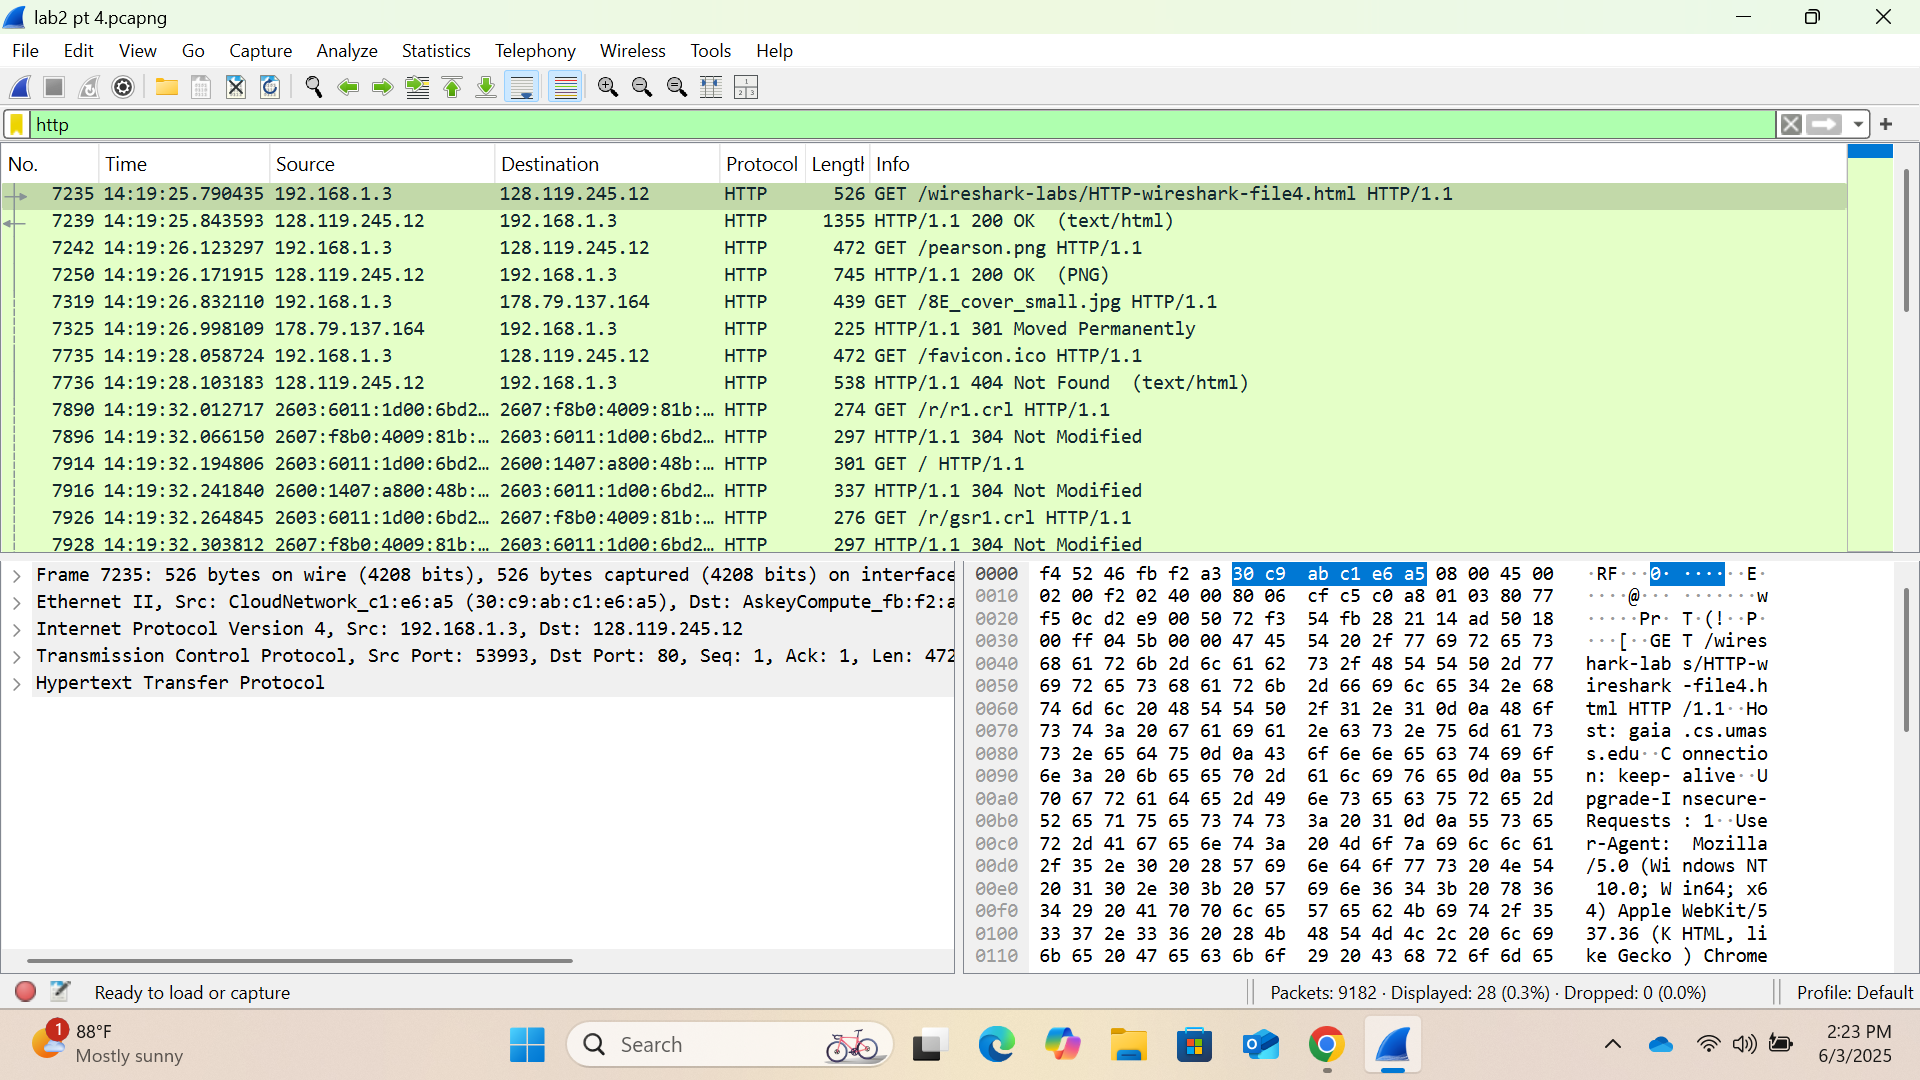 lab2 pt 4.pcapng
File Edit View Go Capture Analyze Statistics Telephony Wireless Tools Help
http
No. Time Source Destination Protocol Length Info
7235 14:19:25.790435 192.168.1.3 128.119.245.12 HTTP 526 GET /wireshark-labs/HTTP-wireshark-file4.html HTTP/1.1
7239 14:19:25.843593 128.119.245.12 192.168.1.3 HTTP 1355 HTTP/1.1 200 OK (text/html)
7242 14:19:26.123297 192.168.1.3 128.119.245.12 HTTP 472 GET /pearson.png HTTP/1.1
7250 14:19:26.171915 128.119.245.12 192.168.1.3 HTTP 745 HTTP/1.1 200 OK (PNG)
7319 14:19:26.832110 192.168.1.3 178.79.137.164 HTTP 439 GET /8E_cover_small.jpg HTTP/1.1
7325 14:19:26.998109 178.79.137.164 192.168.1.3 HTTP 225 HTTP/1.1 301 Moved Permanently
7735 14:19:28.058724 192.168.1.3 128.119.245.12 HTTP 472 GET /favicon.ico HTTP/1.1
7736 14:19:28.103183 128.119.245.12 192.168.1.3 HTTP 538 HTTP/1.1 404 Not Found (text/html)
7890 14:19:32.012717 2603:6011:1d00:6bd2… 2607:f8b0:4009:81b:… HTTP 274 GET /r/r1.crl HTTP/1.1
7896 14:19:32.066150 2607:f8b0:4009:81b:… 2603:6011:1d00:6bd2… HTTP 297 HTTP/1.1 304 Not Modified
7914 14:19:32.194806 2603:6011:1d00:6bd2… 2600:1407:a800:48b:… HTTP 301 GET / HTTP/1.1
7916 14:19:32.241840 2600:1407:a800:48b:… 2603:6011:1d00:6bd2… HTTP 337 HTTP/1.1 304 Not Modified
7926 14:19:32.264845 2603:6011:1d00:6bd2… 2607:f8b0:4009:81b:… HTTP 276 GET /r/gsr1.crl HTTP/1.1
7928 14:19:32.303812 2607:f8b0:4009:81b:… 2603:6011:1d00:6bd2… HTTP 297 HTTP/1.1 304 Not Modified
Frame 7235: 526 bytes on wire (4208 bits), 526 bytes captured (4208 bits) on interface
Ethernet II, Src: CloudNetwork_c1:e6:a5 (30:c9:ab:c1:e6:a5), Dst: AskeyCompute_fb:f2:a
Internet Protocol Version 4, Src: 192.168.1.3, Dst: 128.119.245.12
Transmission Control Protocol, Src Port: 53993, Dst Port: 80, Seq: 1, Ack: 1, Len: 472
Hypertext Transfer Protocol
0000 f4 52 46 fb f2 a3 30 c9 ab c1 e6 a5 08 00 45 00 ·RF···0· ······E·
0010 02 00 f2 02 40 00 80 06 cf c5 c0 a8 01 03 80 77 ····@··· ·······w
0020 f5 0c d2 e9 00 50 72 f3 54 fb 28 21 14 ad 50 18 ·····Pr· T·(!··P·
0030 00 ff 04 5b 00 00 47 45 54 20 2f 77 69 72 65 73 ···[··GE T /wires
0040 68 61 72 6b 2d 6c 61 62 73 2f 48 54 54 50 2d 77 hark-lab s/HTTP-w
0050 69 72 65 73 68 61 72 6b 2d 66 69 6c 65 34 2e 68 ireshark -file4.h
0060 74 6d 6c 20 48 54 54 50 2f 31 2e 31 0d 0a 48 6f tml HTTP /1.1··Ho
0070 73 74 3a 20 67 61 69 61 2e 63 73 2e 75 6d 61 73 st: gaia .cs.umas
0080 73 2e 65 64 75 0d 0a 43 6f 6e 6e 65 63 74 69 6f s.edu··C onnectio
0090 6e 3a 20 6b 65 65 70 2d 61 6c 69 76 65 0d 0a 55 n: keep- alive··U
00a0 70 67 72 61 64 65 2d 49 6e 73 65 63 75 72 65 2d pgrade-I nsecure-
00b0 52 65 71 75 65 73 74 73 3a 20 31 0d 0a 55 73 65 Requests : 1··Use
00c0 72 2d 41 67 65 6e 74 3a 20 4d 6f 7a 69 6c 6c 61 r-Agent: Mozilla
00d0 2f 35 2e 30 20 28 57 69 6e 64 6f 77 73 20 4e 54 /5.0 (Wi ndows NT
00e0 20 31 30 2e 30 3b 20 57 69 6e 36 34 3b 20 78 36 10.0; W in64; x6
00f0 34 29 20 41 70 70 6c 65 57 65 62 4b 69 74 2f 35 4) Apple WebKit/5
0100 33 37 2e 33 36 20 28 4b 48 54 4d 4c 2c 20 6c 69 37.36 (K HTML, li
0110 6b 65 20 47 65 63 6b 6f 29 20 43 68 72 6f 6d 65 ke Gecko ) Chrome
Ready to load or capture
Packets: 9182 · Displayed: 28 (0.3%) · Dropped: 0 (0.0%)
Profile: Default
1
88°F
Mostly sunny
Search
2:23 PM
6/3/2025